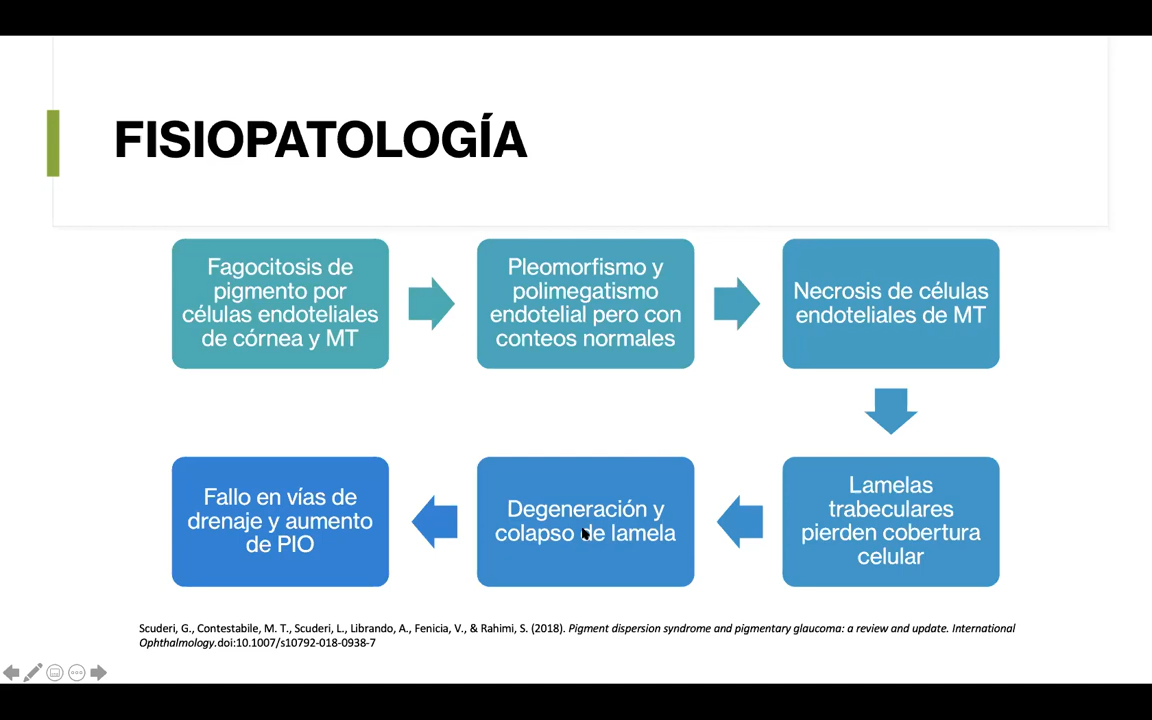 FISIOPATOLOGÍA
Fagocitosis de
pigmento por
células endoteliales
de córnea y MT
Pleomorfismo y
polimegatismo
endotelial pero con
conteos normales
Necrosis de células
endoteliales de MT
Lamelas
trabeculares
pierden cobertura
celular
Degeneración y
colapso de lamela
Fallo en vías de
drenaje y aumento
de PIO
Scuderi, G., Contestabile, M. T., Scuderi, L., Librando, A., Fenicia, V., & Rahimi, S. (2018). Pigment dispersion syndrome and pigmentary glaucoma: a review and update. International
Ophthalmology.doi:10.1007/s10792-018-0938-7